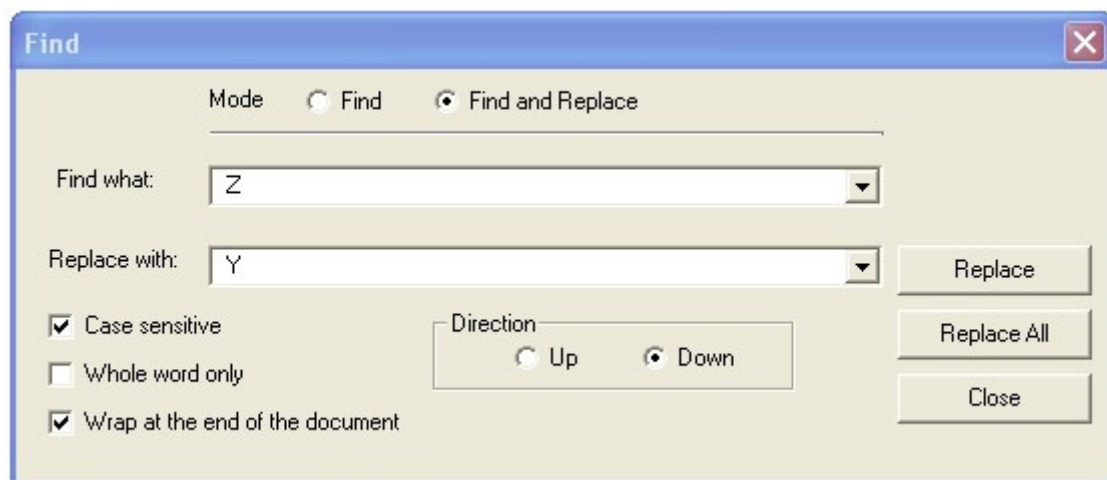 Find
Mode Find Find and Replace
Find what: Z
Replace with: Y
Replace
Case sensitive
Direction
Replace All
Up Down
Whole word only
Close
Wrap at the end of the document